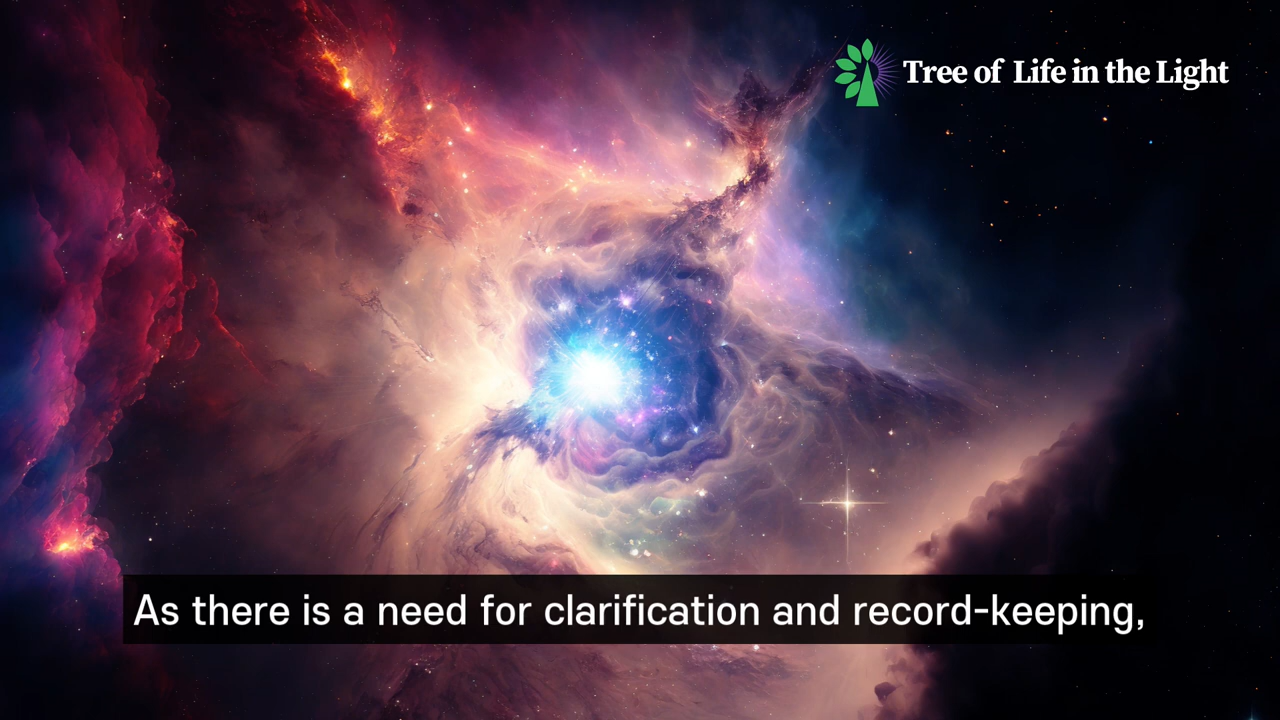 Tree of Life in the Light
As there is a need for clarification and record-keeping,